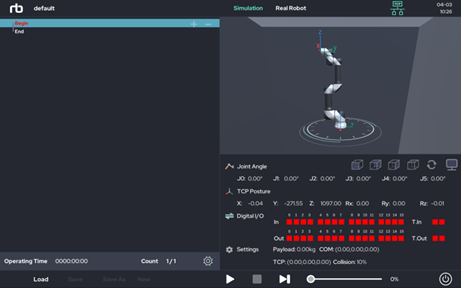 rb default Simulation Real Robot 04-03
10:26
Begin
End
Joint Angle
J0: 0.00° J1: 0.00° J2: 0.00° J3: 0.00° J4: 0.00° J5: 0.00°
TCP Posture
X: -0.04 Y: -271.55 Z: 1097.00 Rx: 0.00 Ry: 0.00 Rz: -0.01
Digital I/O
0 1 2 3 4 5 6 7 8 9 10 11 12 13 14 15
In T.In
0 1 2 3 4 5 6 7 8 9 10 11 12 13 14 15
Out T.Out
Settings Payload: 0.00kg COM: (0.00,0.00,0.00)
TCP: (0.00,0.00,0.00) Collision: 10%
Operating Time 0000:00:00 Count 1/1
Load Save Save As New 0%